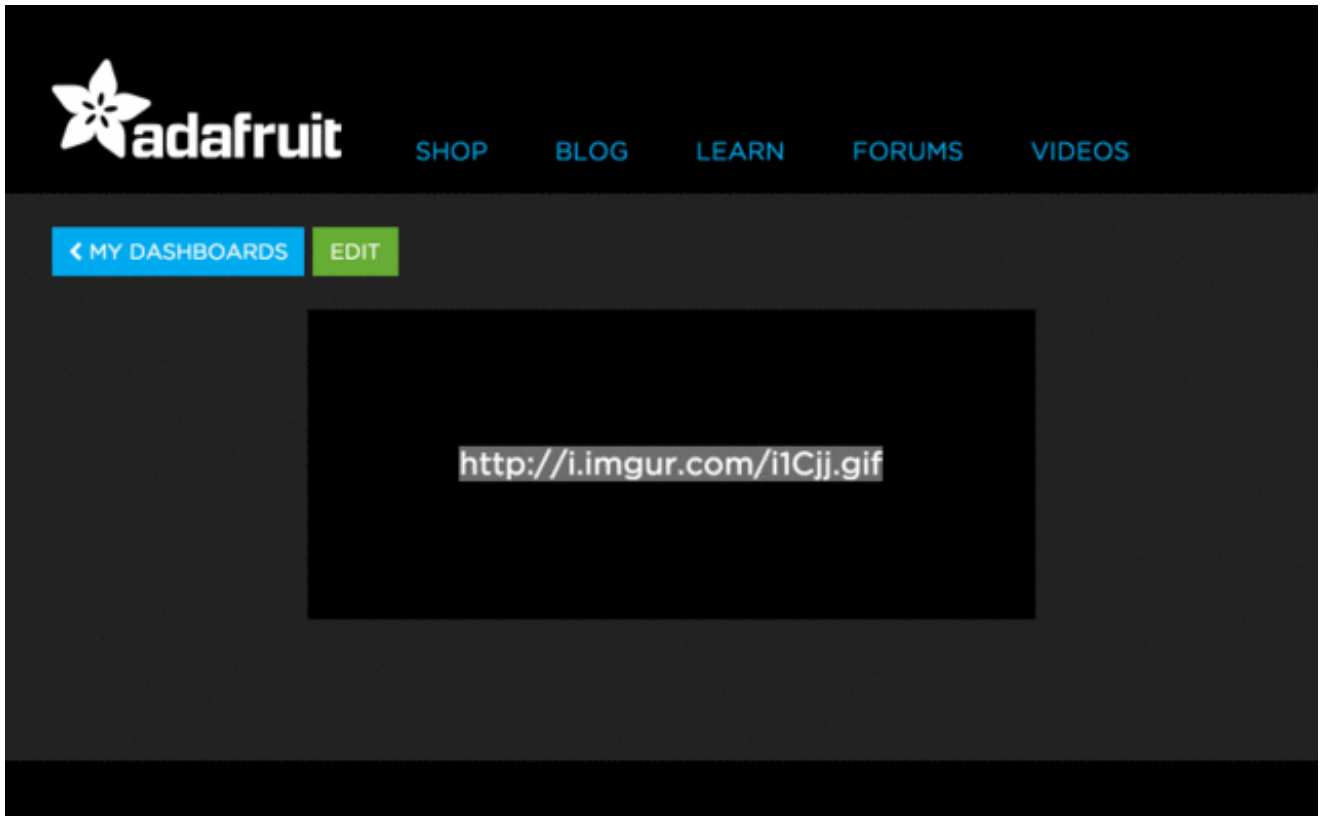 adafruit
SHOP BLOG LEARN FORUMS VIDEOS
MY DASHBOARDS EDIT
http://i.imgur.com/i1Cjj.gif